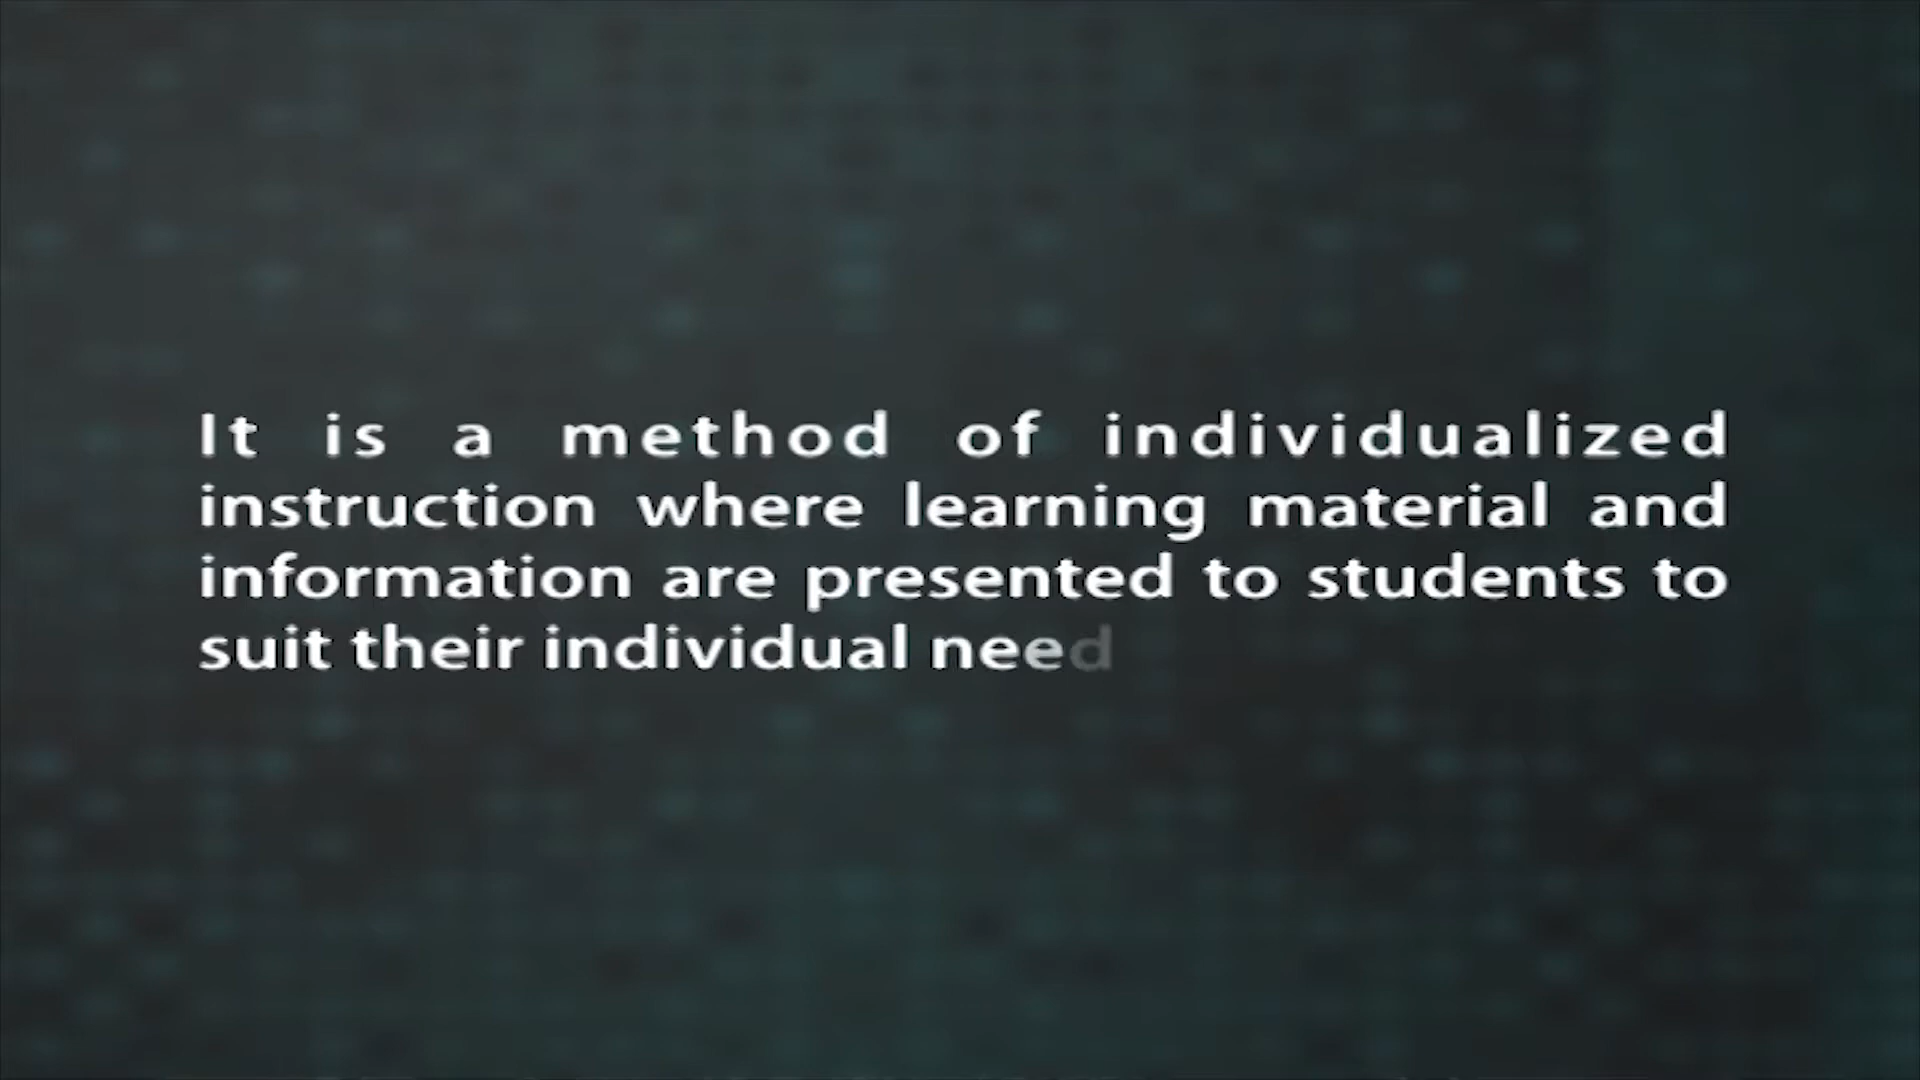 It is a method of individualized
instruction where learning material and
information are presented to students to
suit their individual need